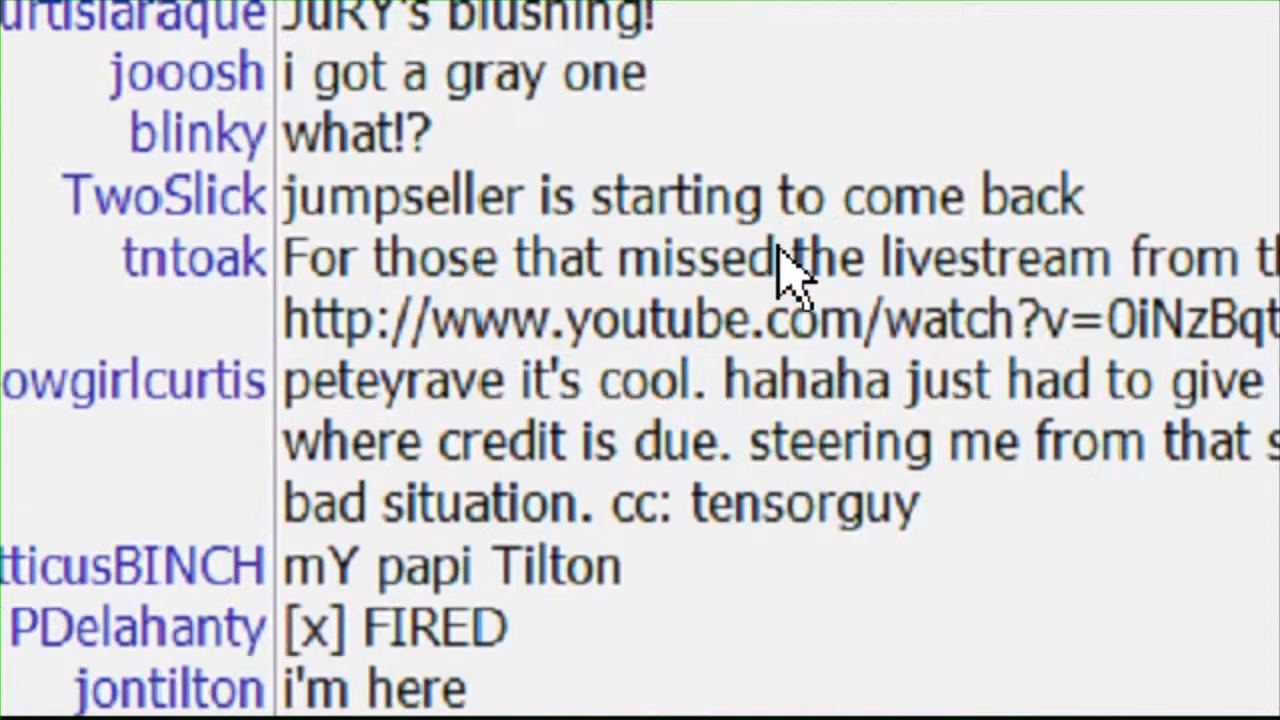 urtislaraque JuRY's blushing!
jooosh i got a gray one
blinky what!?
TwoSlick jumpseller is starting to come back
tntoak For those that missed the livestream from th
http://www.youtube.com/watch?v=0iNzBqt
owgirlcurtis peteyrave it's cool. hahaha just had to give
where credit is due. steering me from that s
bad situation. cc: tensorguy
tticusBINCH mY papi Tilton
PDelahanty [x] FIRED
jontilton i'm here